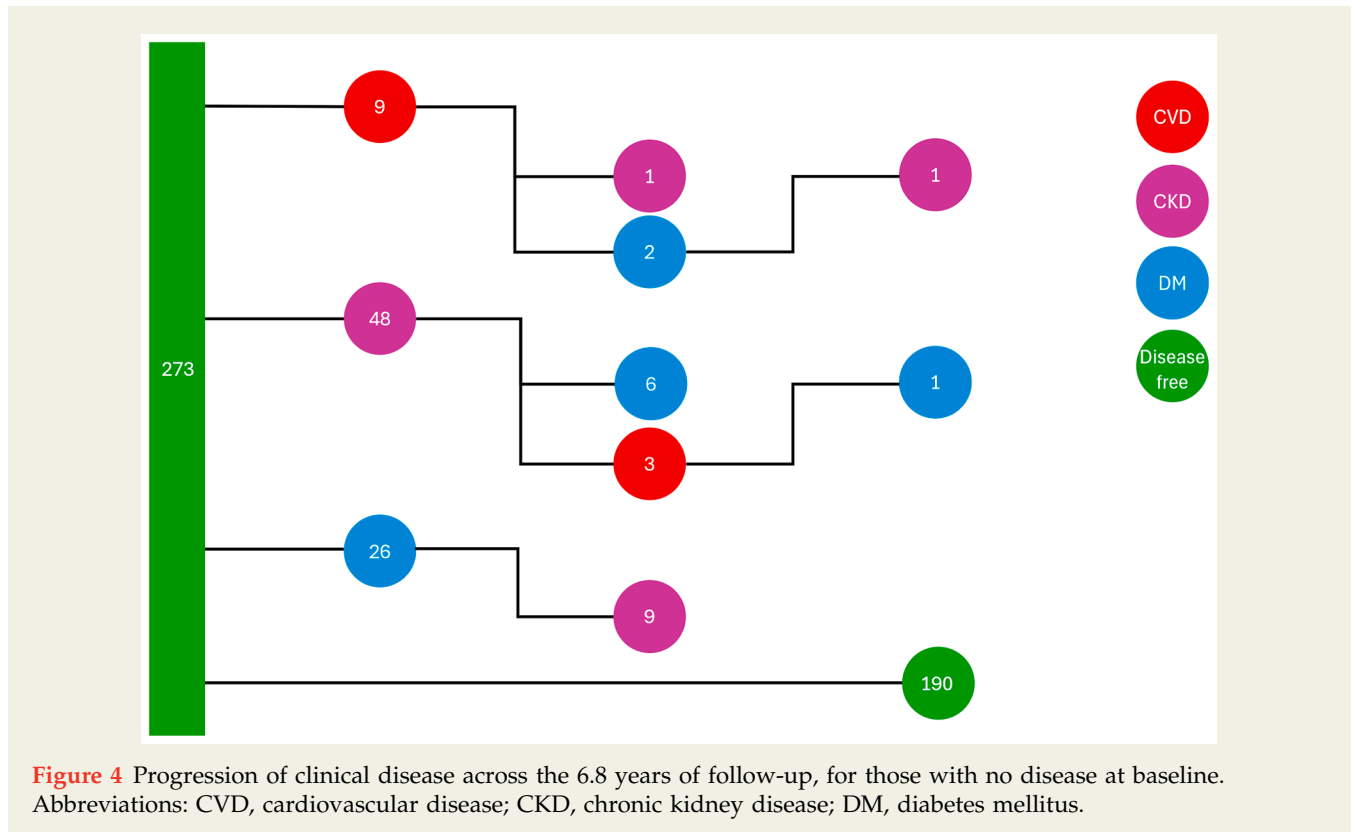 9
1
2
1
48
273
6
3
1
26
9
190
CVD
CKD
DM
Disease
free
Figure 4 Progression of clinical disease across the 6.8 years of follow-up, for those with no disease at baseline.
Abbreviations: CVD, cardiovascular disease; CKD, chronic kidney disease; DM, diabetes mellitus.